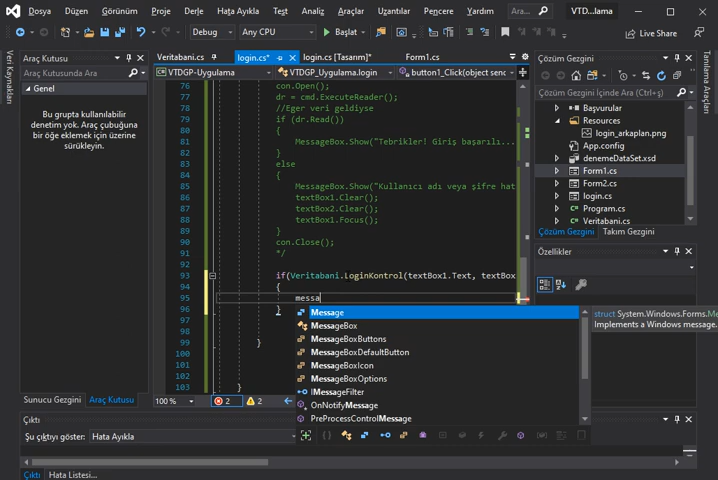 Dosya Düzen Görünüm Proje Derle Hata Ayıkla Test Analiz Araçlar Uzantılar Pencere Yardım Ara... VTD...lama
Debug Any CPU Başlat Live Share
Veri Kaynakları
Araç Kutusu
Araç Kutusunda Ara
Genel
Bu grupta kullanılabilir
denetim yok. Araç çubuğuna
bir öğe eklemek için üzerine
sürükleyin.
Sunucu Gezgini Araç Kutusu
Veritabani.cs login.cs* login.cs [Tasarım]* Form1.cs
VTDGP-Uygulama VTDGP_Uygulama.login button1_Click(object senc
76 con.Open();
77 dr = cmd.ExecuteReader();
78 //Eger veri geldiyse
79 if (dr.Read())
80 {
81 MessageBox.Show("Tebrikler! Giriş başarılı...
82 }
83 else
84 {
85 MessageBox.Show("Kullanıcı adı veya şifre hat
86 textBox1.Clear();
87 textBox2.Clear();
88 textBox1.Focus();
89 }
90 con.Close();
91 */
92
93 if(Veritabani.LoginKontrol(textBox1.Text, textBox
94 {
95 messa
96 }
Message
MessageBox
MessageBoxButtons
MessageBoxDefaultButton
MessageBoxIcon
MessageBoxOptions
IMessageFilter
OnNotifyMessage
PreProcessControlMessage
struct System.Windows.Forms.Me
Implements a Windows message.
98
99 }
100
101
102
103 }
100 % 2 2
Çözüm Gezgini
Çözüm Gezgini İçinde Ara (Ctrl+ş)
Başvurular
Resources
login_arkaplan.png
App.config
denemeDataSet.xsd
Form1.cs
Form2.cs
login.cs
Program.cs
Veritabani.cs
Çözüm Gezgini Takım Gezgini
Özellikler
Tanılama Araçları
Çıktı
Şu çıktıyı göster: Hata Ayıkla
Çıktı Hata Listesi...